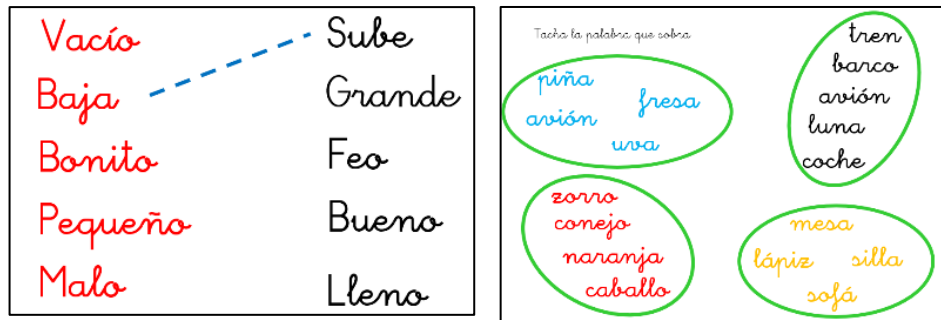 Vacío Sube
Baja Grande
Bonito Feo
Pequeño Bueno
Malo Lleno
Tacha la palabra que sobra
piña
fresa
avión
uva
tren
barco
avión
luna
coche
zorro
conejo
naranja
caballo
mesa
lápiz silla
sofá